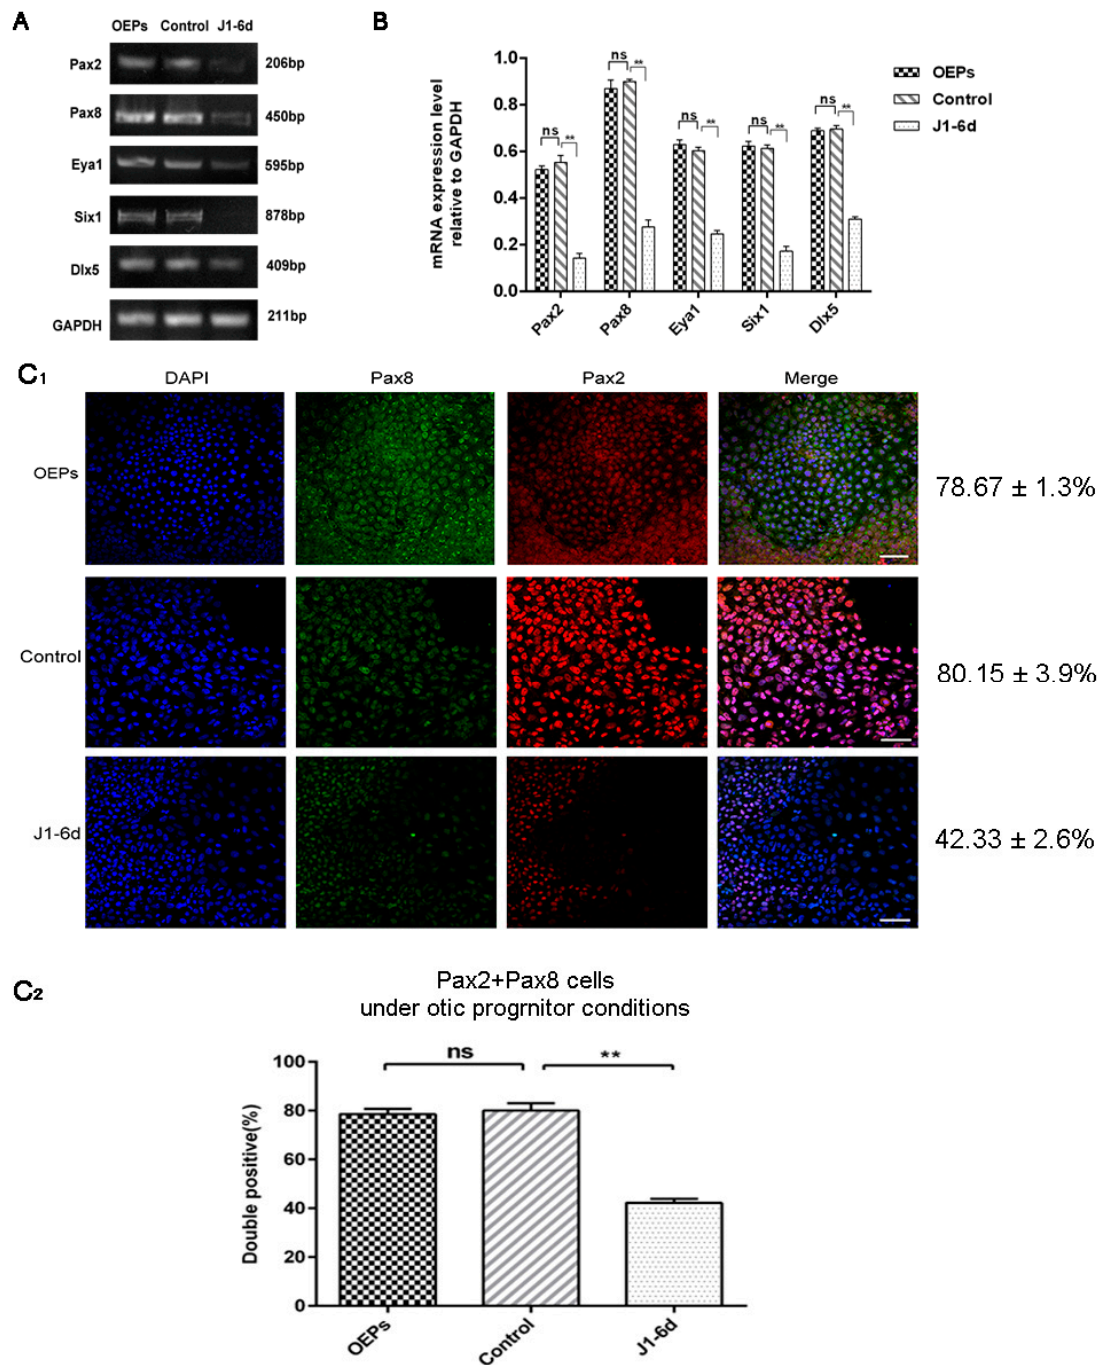 A
OEPs Control J1-6d
Pax2 206bp
Pax8 450bp
Eya1 595bp
Six1 878bp
Dlx5 409bp
GAPDH 211bp
B
mRNA expression level
relative to GAPDH
1.0
0.8
0.6
0.4
0.2
0.0
ns ** ns ** ns ** ns ** ns **
Pax2 Pax8 Eya1 Six1 Dlx5
OEPs
Control
J1-6d
C1
DAPI Pax8 Pax2 Merge
OEPs 78.67 ± 1.3%
Control 80.15 ± 3.9%
J1-6d 42.33 ± 2.6%
C2
Pax2+Pax8 cells
under otic progrnitor conditions
ns **
Double positive(%)
100
80
60
40
20
0
OEPs Control J1-6d